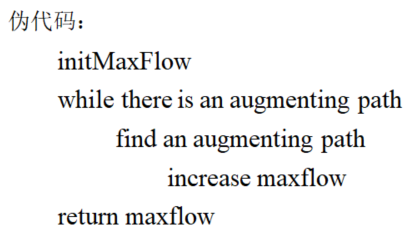 伪代码：
initMaxFlow
while there is an augmenting path
find an augmenting path
increase maxflow
return maxflow